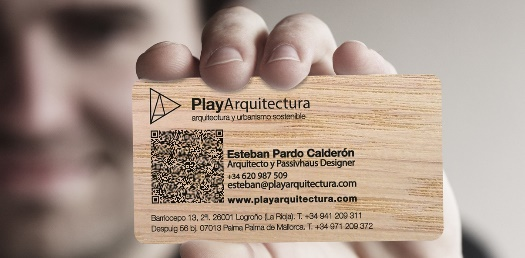 PlayArquitectura
arquitectura y urbanismo sostenible
Esteban Pardo Calderón
Arquitecto y Passivhaus Designer
+34 620 987 509
esteban@playarquitectura.com
www.playarquitectura.com
Barriocepo 13, 2º. 26001 Logroño (La Rioja). T. +34 941 209 311
Despuig 56 bj. 07013 Palma Palma de Mallorca. T. +34 971 209 372